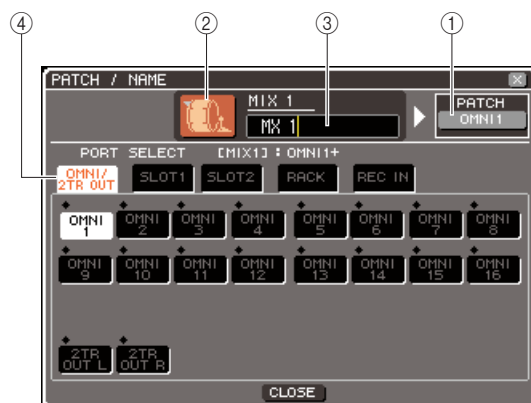 ④ ② ③ ①
PATCH / NAME
MIX 1
MX 1
PATCH
OMNI1
PORT SELECT [MIX1] : OMNI1+
OMNI/
2TR OUT
SLOT1 SLOT2 RACK REC IN
OMNI 1 OMNI 2 OMNI 3 OMNI 4 OMNI 5 OMNI 6 OMNI 7 OMNI 8
OMNI 9 OMNI 10 OMNI 11 OMNI 12 OMNI 13 OMNI 14 OMNI 15 OMNI 16
2TR OUT L 2TR OUT R
CLOSE